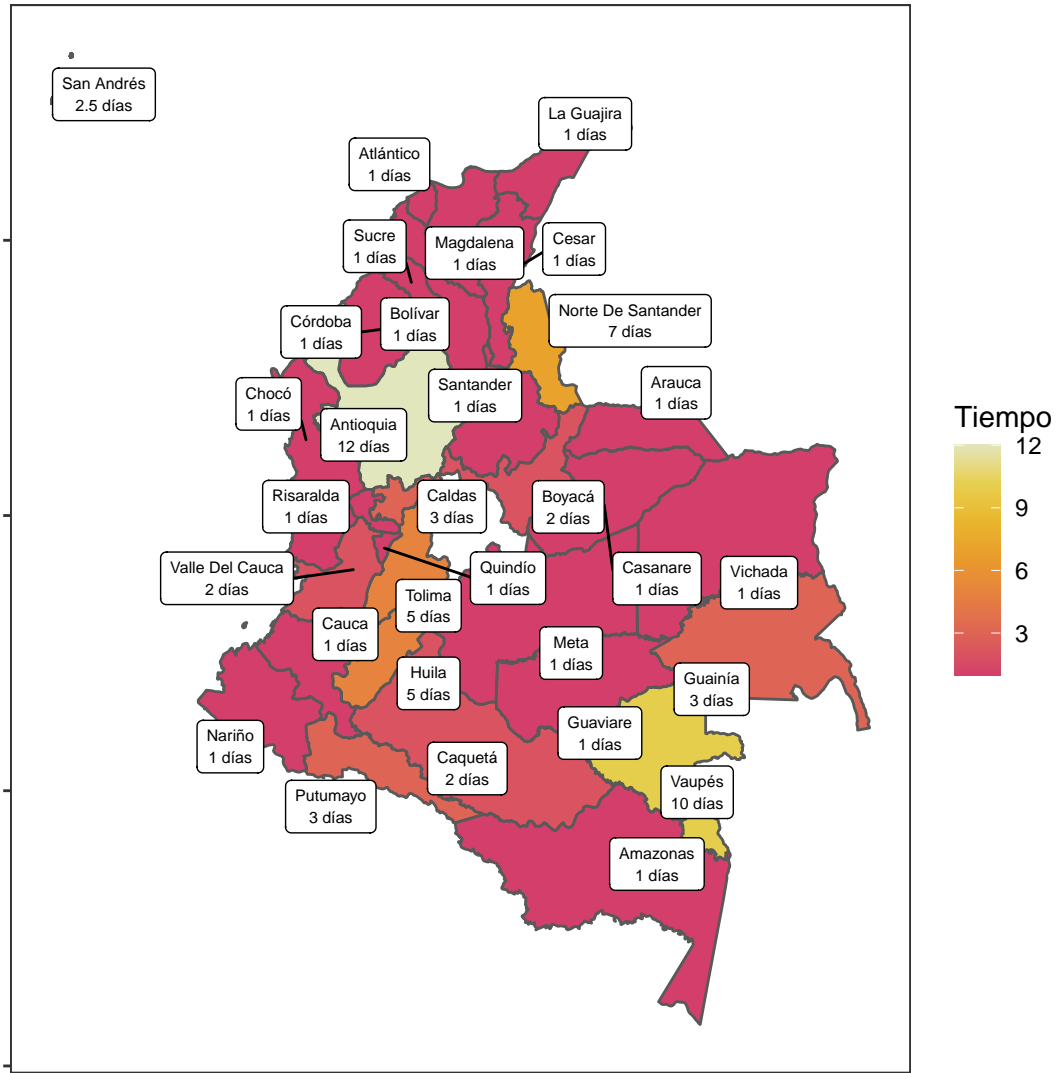 San Andrés
2.5 días
La Guajira
1 días
Atlántico
1 días
Sucre
1 días
Magdalena
1 días
Cesar
1 días
Norte De Santander
7 días
Córdoba
1 días
Bolívar
1 días
Chocó
1 días
Santander
1 días
Arauca
1 días
Antioquia
12 días
Risaralda
1 días
Caldas
3 días
Boyacá
2 días
Valle Del Cauca
2 días
Quindío
1 días
Casanare
1 días
Vichada
1 días
Tolima
5 días
Cauca
1 días
Meta
1 días
Huila
5 días
Guainía
3 días
Guaviare
1 días
Nariño
1 días
Caquetá
2 días
Vaupés
10 días
Putumayo
3 días
Amazonas
1 días
Tiempo
12
9
6
3